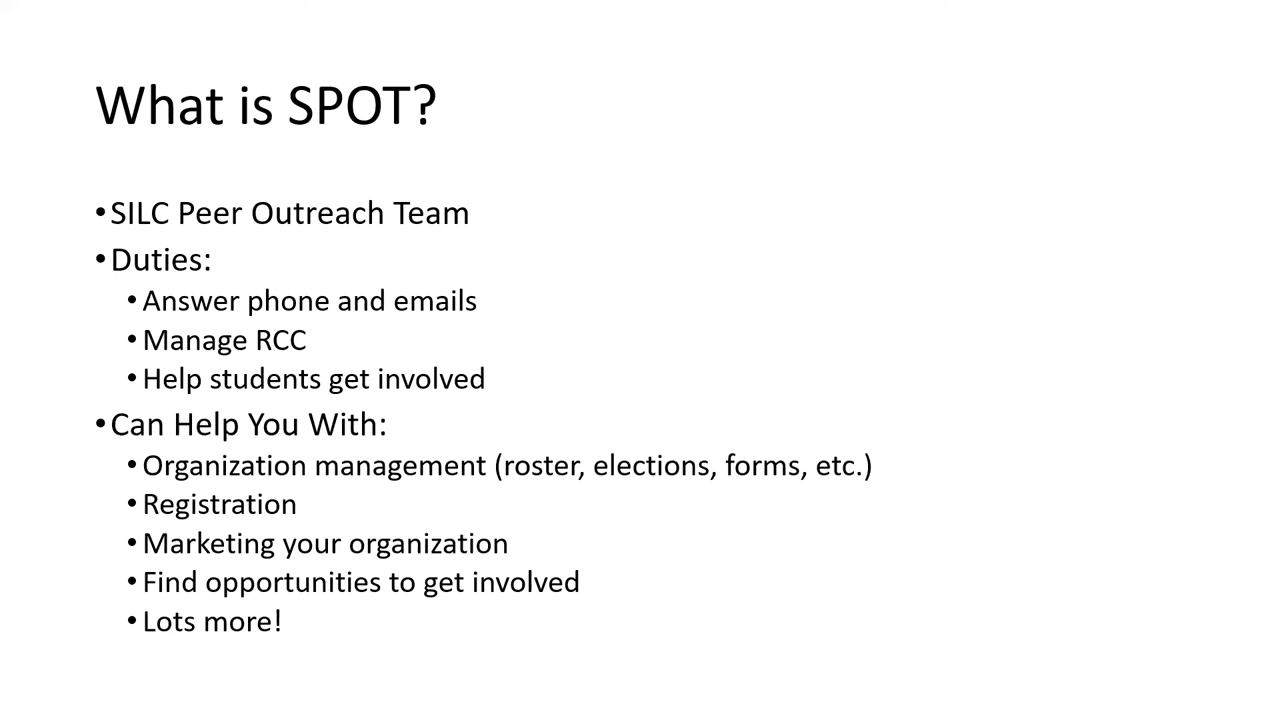 What is SPOT?
•SILC Peer Outreach Team
•Duties:
•Answer phone and emails
•Manage RCC
•Help students get involved
•Can Help You With:
•Organization management (roster, elections, forms, etc.)
•Registration
•Marketing your organization
•Find opportunities to get involved
•Lots more!